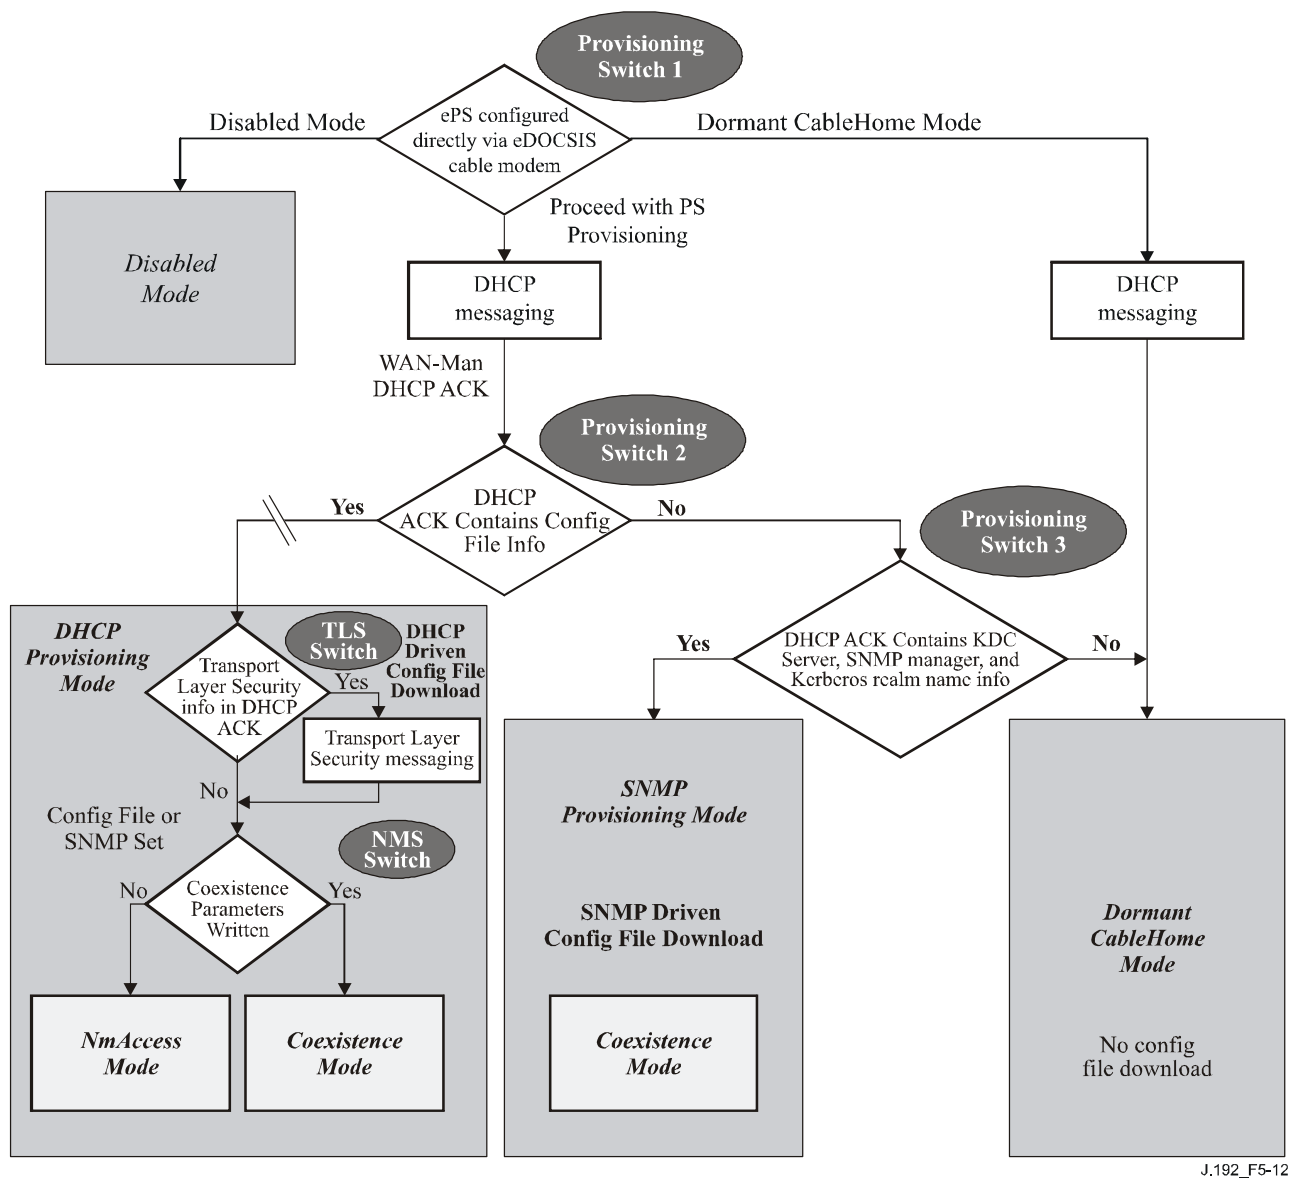 Provisioning
Switch 1
ePS configured
directly via eDOCSIS
cable modem
Disabled Mode
Dormant CableHome Mode
Proceed with PS
Provisioning
Disabled
Mode
DHCP
messaging
DHCP
messaging
WAN-Man
DHCP ACK
Provisioning
Switch 2
DHCP
ACK Contains Config
File Info
Yes
No
Provisioning
Switch 3
DHCP ACK Contains KDC
Server, SNMP manager, and
Kerberos realm name info
Yes
No
DHCP
Provisioning
Mode
TLS
Switch
DHCP
Driven
Config File
Download
Transport
Layer Security
info in DHCP
ACK
Yes
Transport Layer
Security messaging
No
Config File or
SNMP Set
NMS
Switch
No
Coexistence
Parameters
Written
Yes
NmAccess
Mode
Coexistence
Mode
SNMP
Provisioning Mode
SNMP Driven
Config File Download
Coexistence
Mode
Dormant
CableHome
Mode
No config
file download
J.192_F5-12